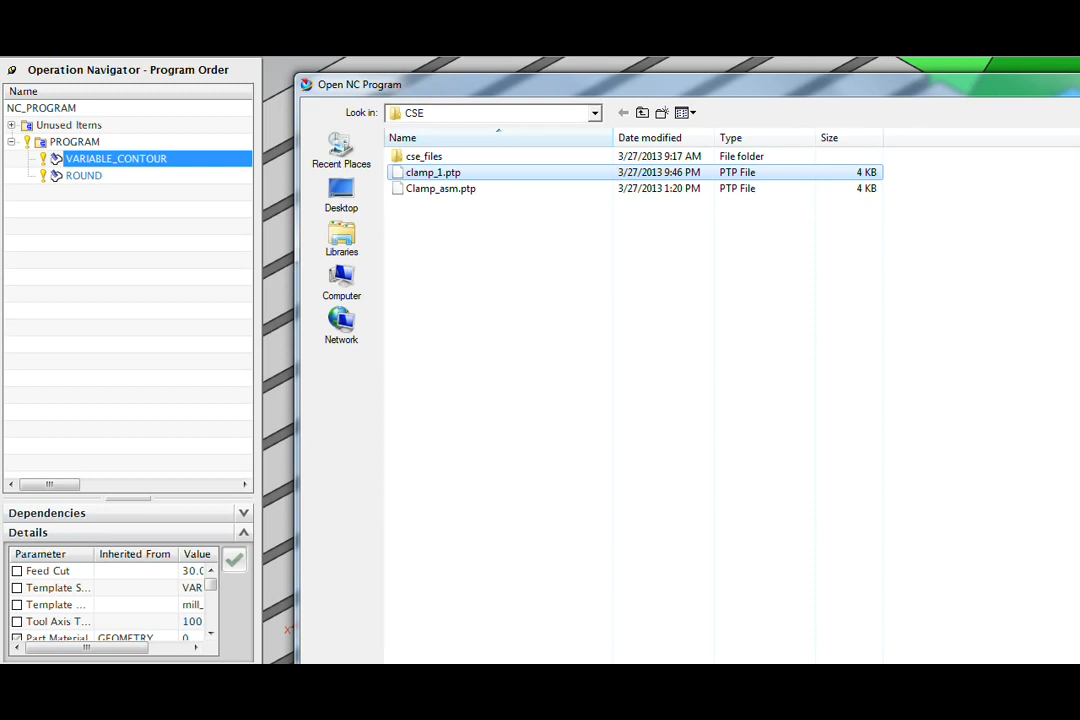 Operation Navigator - Program Order
Name
NC_PROGRAM
Unused Items
PROGRAM
VARIABLE_CONTOUR
ROUND
Dependencies
Details
Parameter Inherited From Value
Feed Cut 30.0
Template S... VAR
Template ... mill_
Tool Axis T... 100
Part Material GEOMETRY 0
Open NC Program
Look in: CSE
Name Date modified Type Size
cse_files 3/27/2013 9:17 AM File folder
clamp_1.ptp 3/27/2013 9:46 PM PTP File 4 KB
Clamp_asm.ptp 3/27/2013 1:20 PM PTP File 4 KB
Recent Places
Desktop
Libraries
Computer
Network